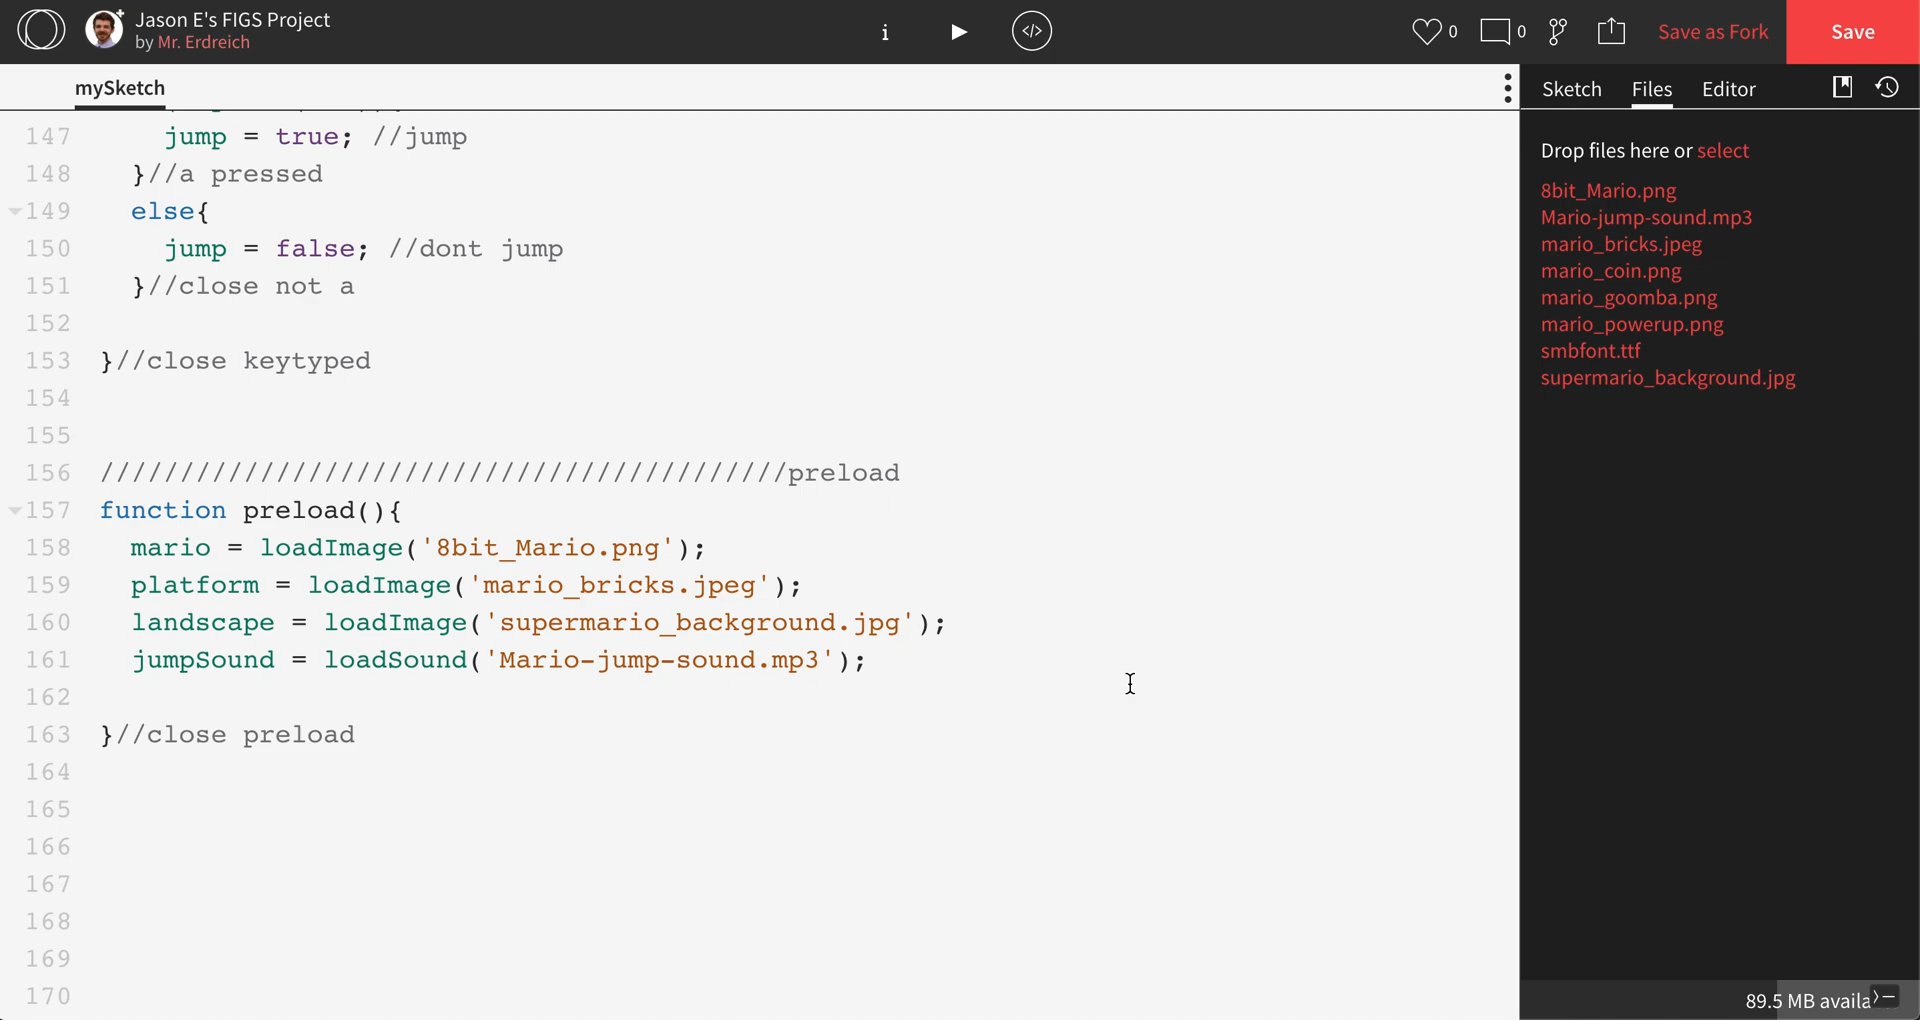 Jason E's FIGS Project
by Mr. Erdreich
i
</>
0
0
Save as Fork
Save
mySketch
Sketch Files Editor
147 jump = true; //jump
148 }//a pressed
149 else{
150 jump = false; //dont jump
151 }//close not a
152
153 }//close keytyped
154
155
156 ///////////////////////////////////////////preload
157 function preload(){
158 mario = loadImage('8bit_Mario.png');
159 platform = loadImage('mario_bricks.jpeg');
160 landscape = loadImage('supermario_background.jpg');
161 jumpSound = loadSound('Mario-jump-sound.mp3');
162
163 }//close preload
164
165
166
167
168
169
170
Drop files here or select
8bit_Mario.png
Mario-jump-sound.mp3
mario_bricks.jpeg
mario_coin.png
mario_goomba.png
mario_powerup.png
smbfont.ttf
supermario_background.jpg
89.5 MB availa